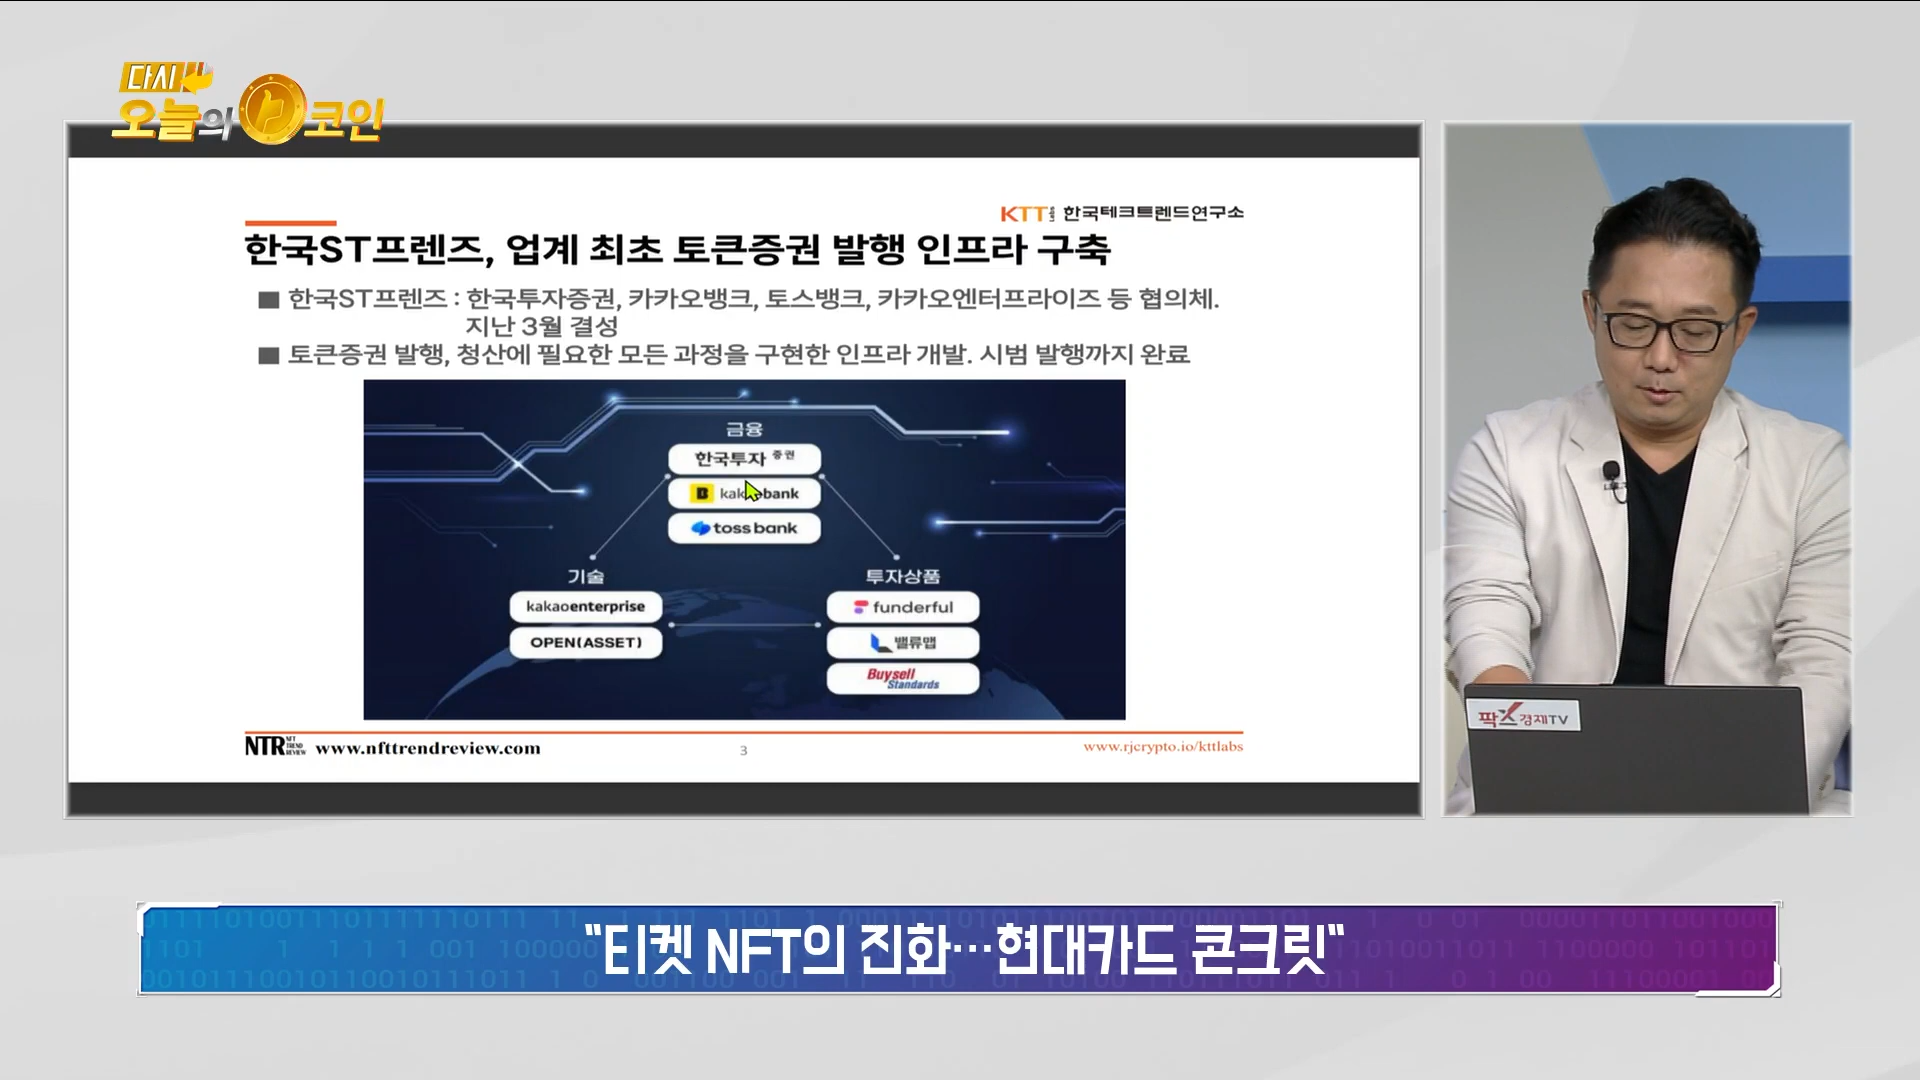 다시
오늘의 코인
KTT Labs 한국테크트렌드연구소
한국ST프렌즈, 업계 최초 토큰증권 발행 인프라 구축
■ 한국ST프렌즈 : 한국투자증권, 카카오뱅크, 토스뱅크, 카카오엔터프라이즈 등 협의체.
지난 3월 결성
■ 토큰증권 발행, 청산에 필요한 모든 과정을 구현한 인프라 개발. 시범 발행까지 완료
금융
한국투자 증권
kakaobank
toss bank
기술
kakaoenterprise
OPEN(ASSET)
투자상품
funderful
밸류맵
Buysell Standards
NTR NFT TREND REVIEW www.nfttrendreview.com
3
www.rjcrypto.io/kttlabs
팍스경제TV
“티켓 NFT의 진화…현대카드 콘크릿“